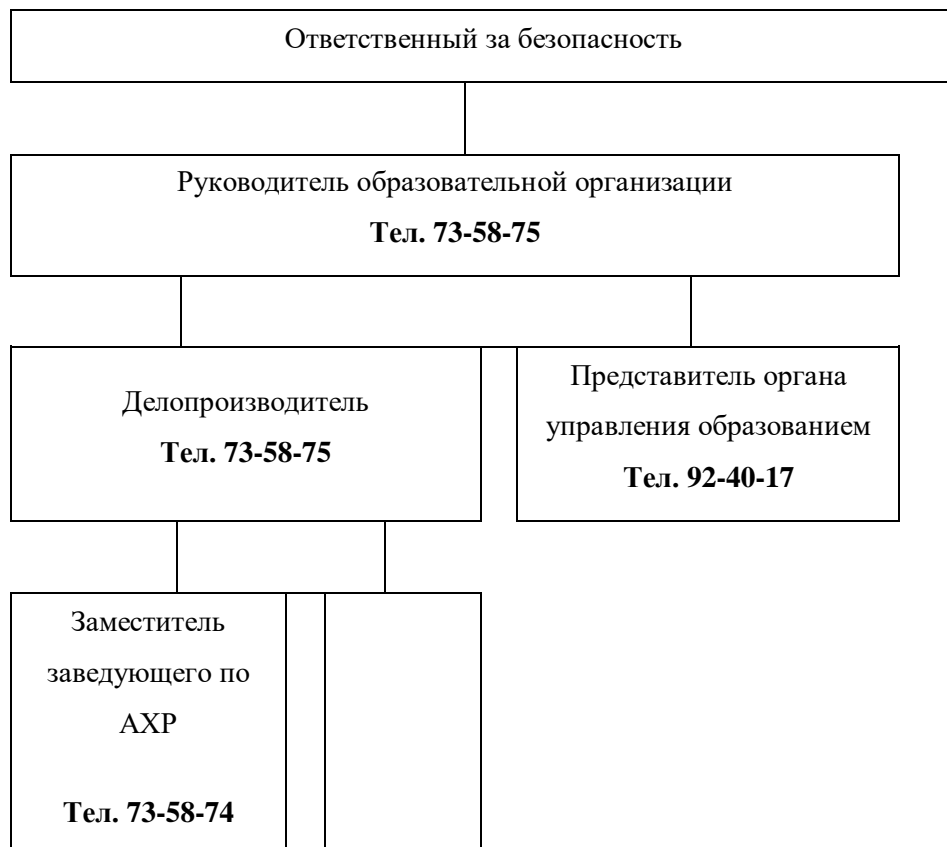 Ответственный за безопасность
Руководитель образовательной организации
Тел. 73-58-75
Делопроизводитель
Тел. 73-58-75
Представитель органа
управления образованием
Тел. 92-40-17
Заместитель
заведующего по
АХР
Тел. 73-58-74